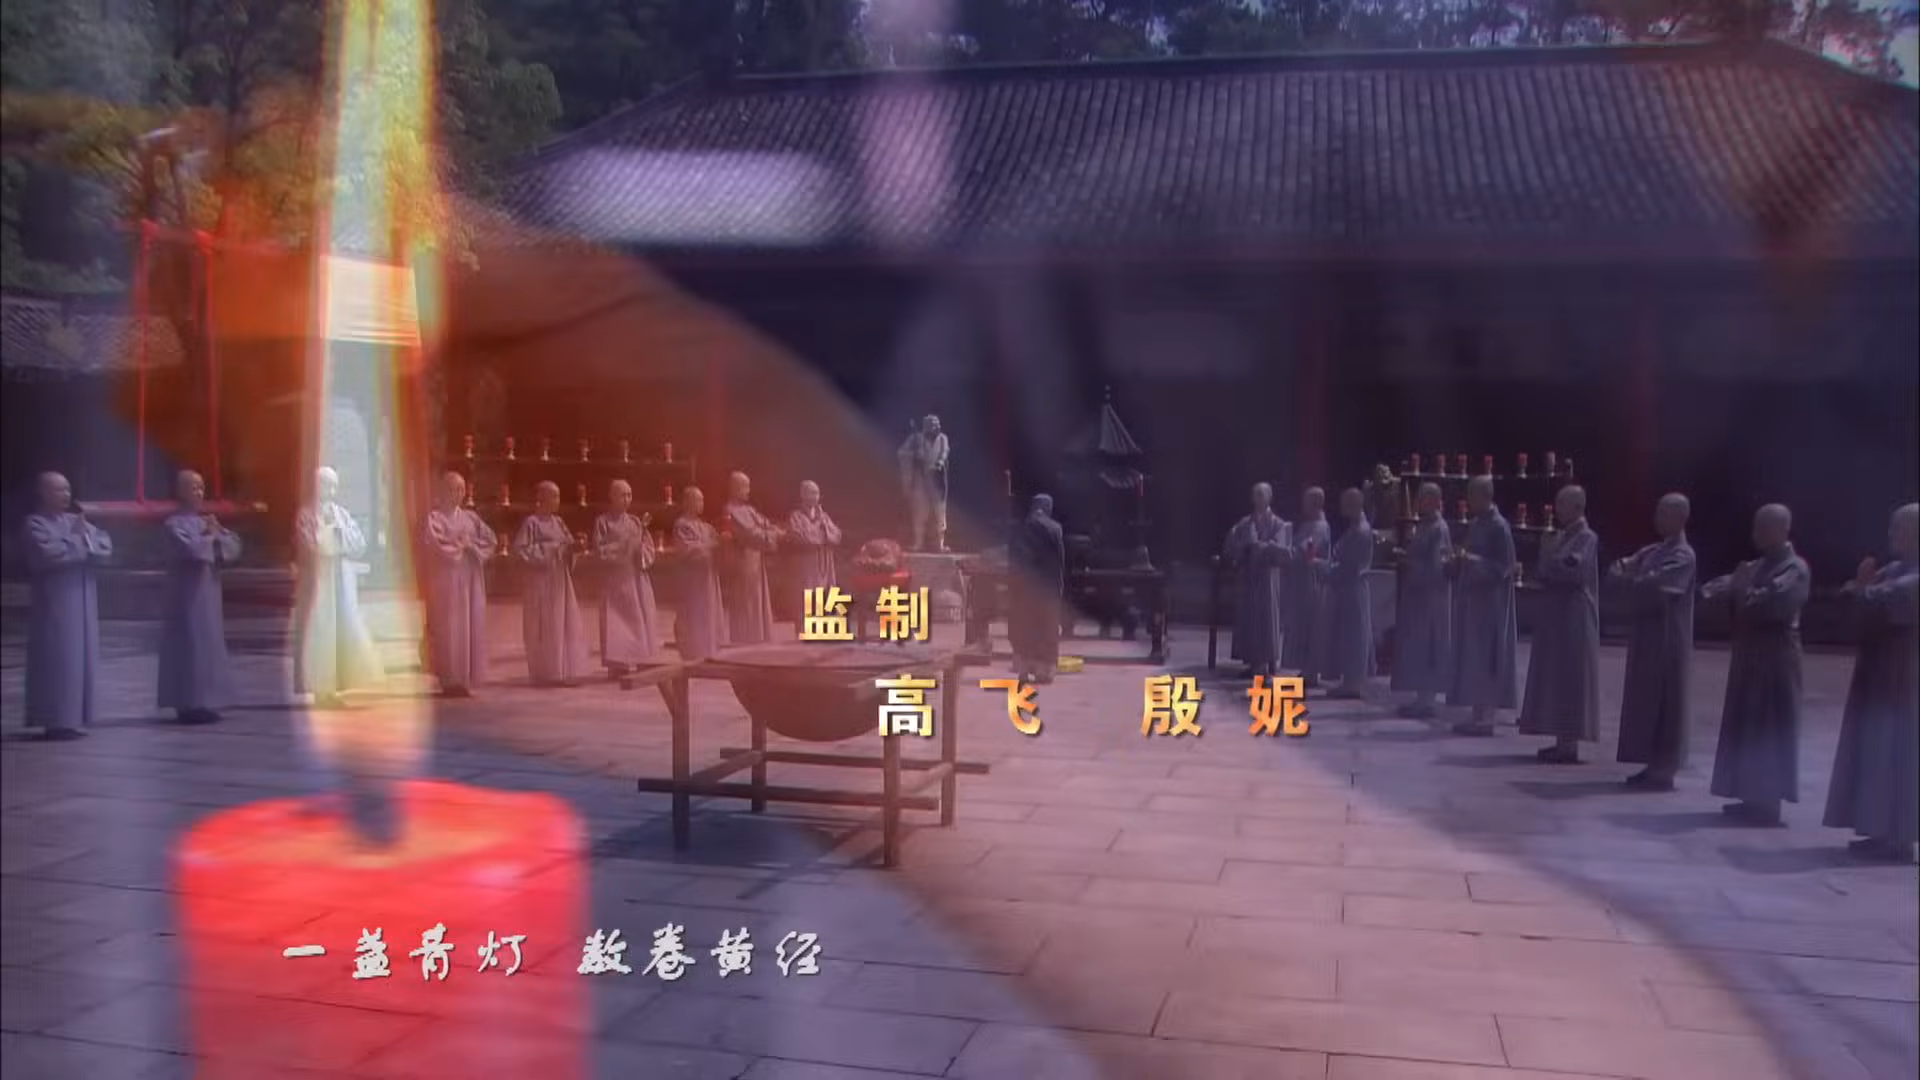 监制
高飞 殷妮
一盏青灯 数卷黄经